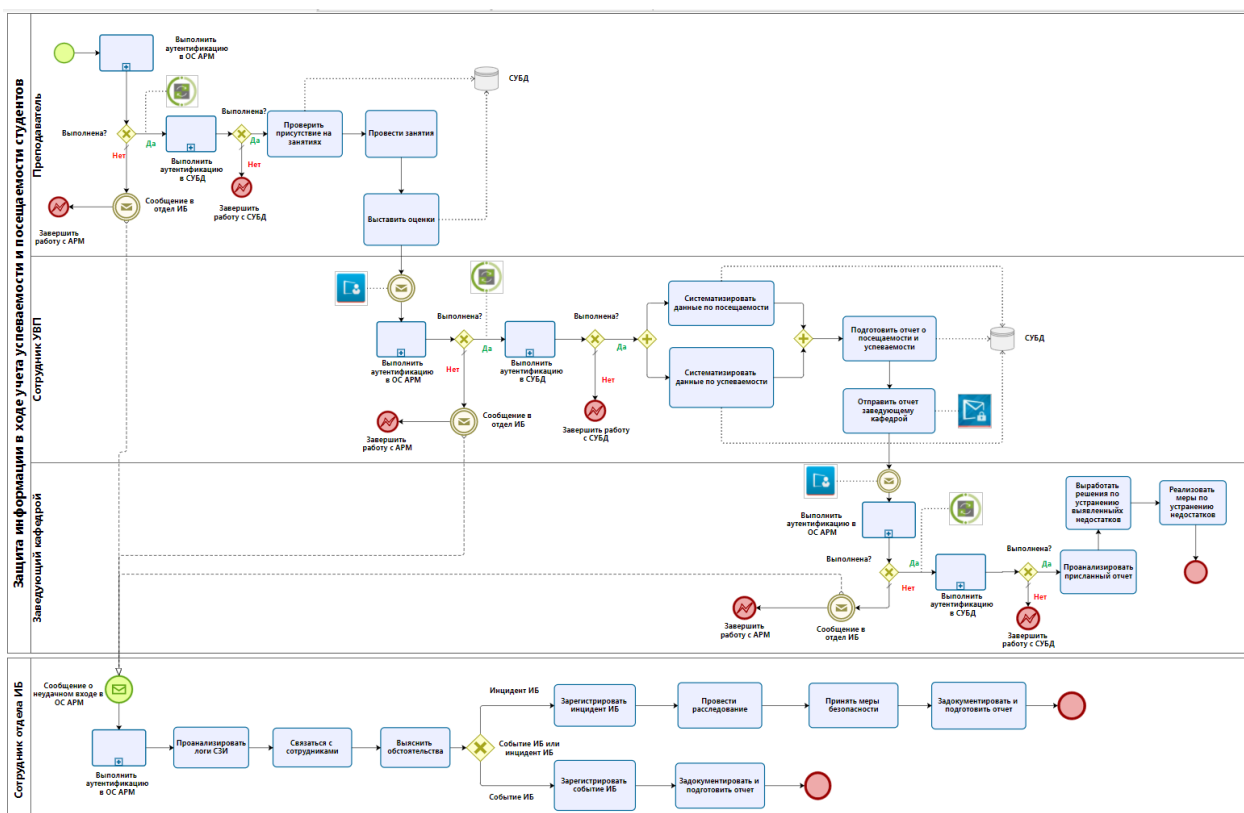 Защита информации в ходе учета успеваемости и посещаемости студентов
Преподаватель
Выполнить
аутентификацию
в ОС АРМ
Выполнена?
Да
Нет
Выполнить
аутентификацию
в СУБД
Выполнена?
Да
Нет
Завершить
работу с СУБД
Сообщение в
отдел ИБ
Завершить
работу с АРМ
Проверить
присутствие на
занятиях
Провести занятия
Выставить оценки
СУБД
Сотрудник УВП
Выполнить
аутентификацию
в ОС АРМ
Выполнена?
Да
Нет
Сообщение в
отдел ИБ
Завершить
работу с АРМ
Выполнить
аутентификацию
в СУБД
Выполнена?
Да
Нет
Завершить работу
с СУБД
Систематизировать
данные по посещаемости
Систематизировать
данные по успеваемости
Подготовить отчет о
посещаемости и
успеваемости
СУБД
Отправить отчет
заведующему
кафедрой
Заведующий кафедрой
Выполнить
аутентификацию в
ОС АРМ
Выполнена?
Да
Нет
Сообщение в
отдел ИБ
Завершить
работу с АРМ
Выполнить
аутентификацию
в СУБД
Выполнена?
Да
Нет
Завершить
работу с СУБД
Проанализировать
присланный отчет
Выработать
решения по
устранению
выявленнных
недостатков
Реализовать
меры по
устранению
недостатков
Сотрудник отдела ИБ
Сообщение о
неудачном входе в
ОС АРМ
Выполнить
аутентификацию
в ОС АРМ
Проанализировать
логи СЗИ
Связаться с
сотрудниками
Выяснить
обстоятельства
Событие ИБ или
инцидент ИБ
Инцидент ИБ
Зарегистрировать
инцидент ИБ
Провести
расследование
Принять меры
безопасности
Задокументировать и
подготовить отчет
Событие ИБ
Зарегистрировать
событие ИБ
Задокументировать и
подготовить отчет